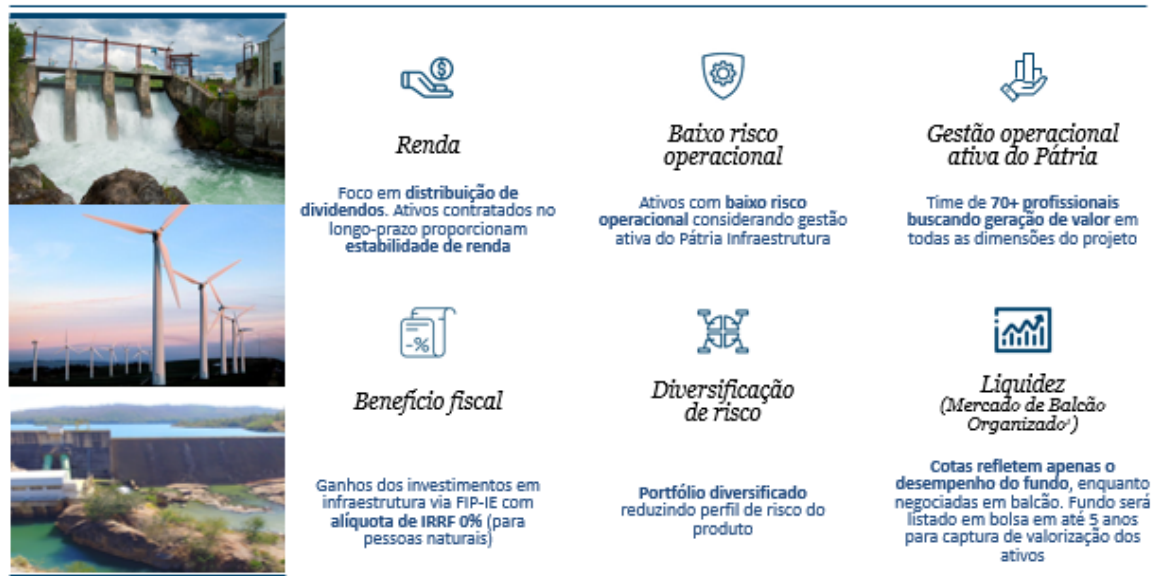 Renda
Foco em distribuição de
dividendos. Ativos contratados no
longo-prazo proporcionam
estabilidade de renda
Baixo risco
operacional
Ativos com baixo risco
operacional considerando gestão
ativa do Pátria Infraestrutura
Gestão operacional
ativa do Pátria
Time de 70+ profissionais
buscando geração de valor em
todas as dimensões do projeto
-%
Benefício fiscal
Ganhos dos investimentos em
infraestrutura via FIP-IE com
alíquota de IRRF 0% (para
pessoas naturais)
Diversificação
de risco
Portfólio diversificado
reduzindo perfil de risco do
produto
Liquidez
(Mercado de Balcão
Organizado¹)
Cotas refletem apenas o
desempenho do fundo, enquanto
negociadas em balcão. Fundo será
listado em bolsa em até 5 anos
para captura de valorização dos
ativos